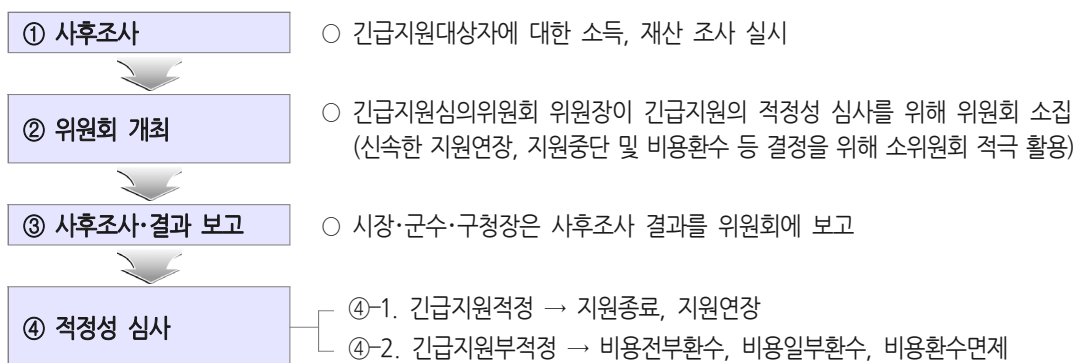 ① 사후조사
○ 긴급지원대상자에 대한 소득, 재산 조사 실시
② 위원회 개최
○ 긴급지원심의위원회 위원장이 긴급지원의 적정성 심사를 위해 위원회 소집
(신속한 지원연장, 지원중단 및 비용환수 등 결정을 위해 소위원회 적극 활용)
③ 사후조사·결과 보고
○ 시장·군수·구청장은 사후조사 결과를 위원회에 보고
④ 적정성 심사
④-1. 긴급지원적정 → 지원종료, 지원연장
④-2. 긴급지원부적정 → 비용전부환수, 비용일부환수, 비용환수면제